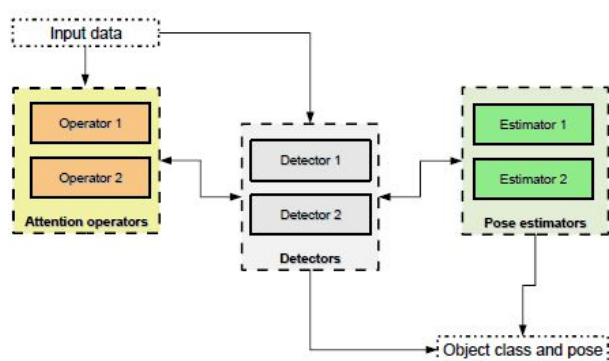 Input data
Operator 1
Operator 2
Attention operators
Detector 1
Detector 2
Detectors
Estimator 1
Estimator 2
Pose estimators
Object class and pose